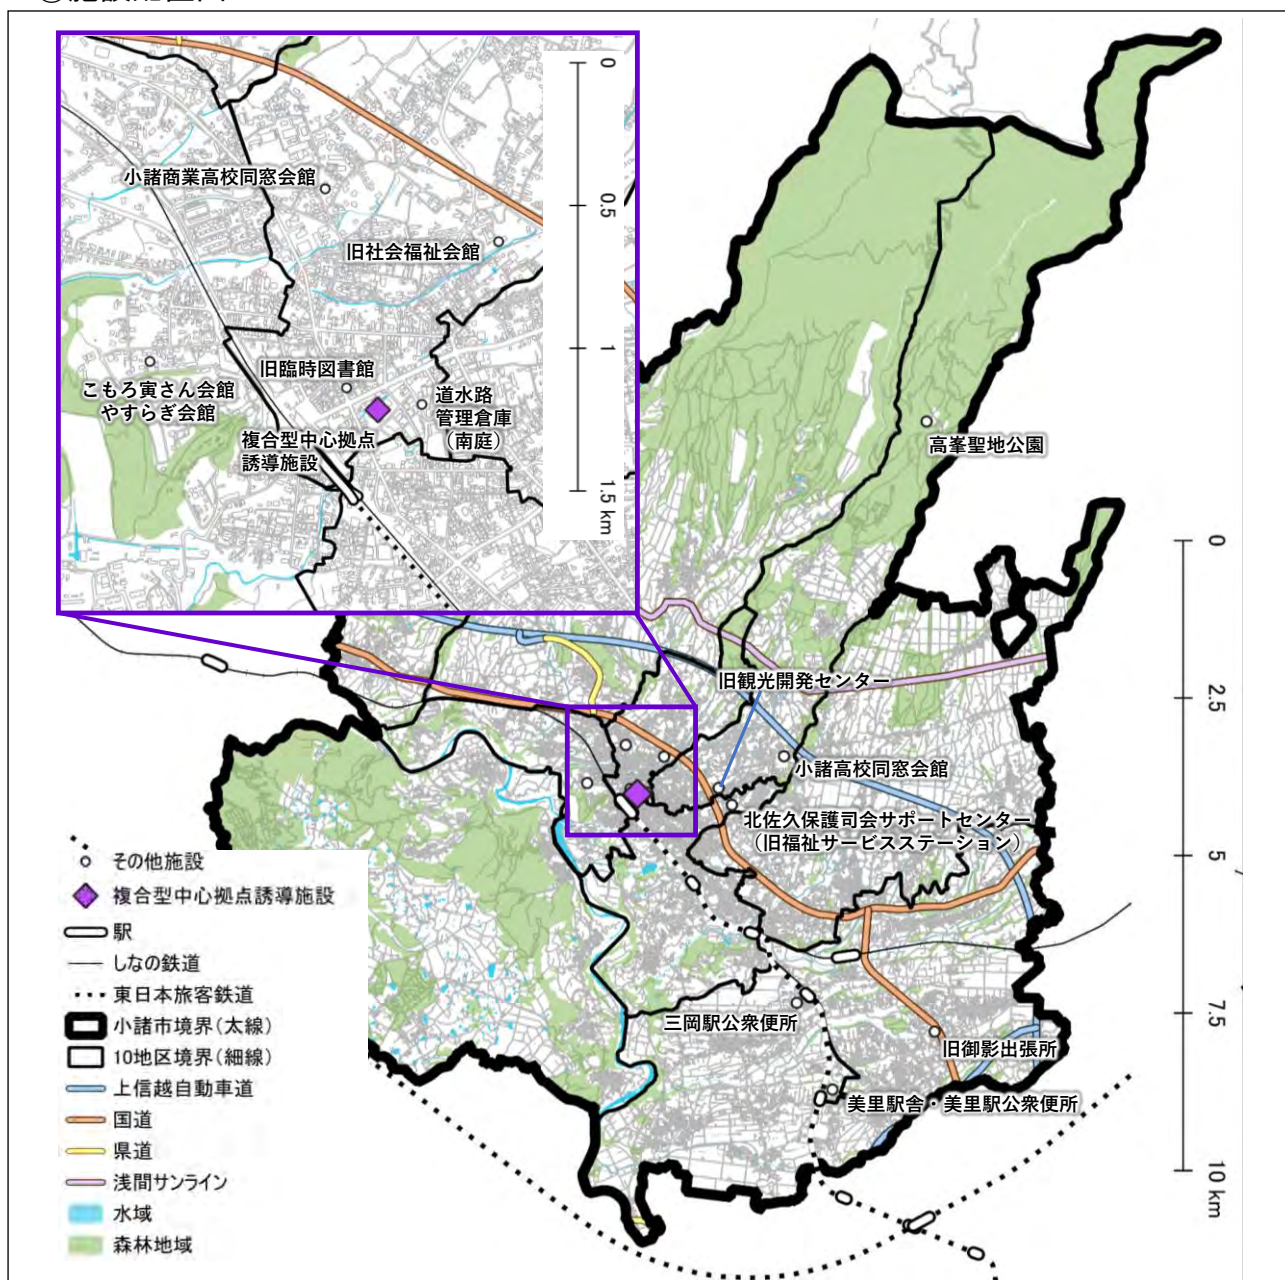 小諸商業高校同窓会館
旧社会福祉会館
旧臨時図書館
こもろ寅さん会館
やすらぎ会館
道水路
管理倉庫
（南庭）
複合型中心拠点
誘導施設
0
0.5
1
1.5 km
高峯聖地公園
旧観光開発センター
小諸高校同窓会館
北佐久保護司会サポートセンター
（旧福祉サービスステーション）
三岡駅公衆便所
旧御影出張所
美里駅舎・美里駅公衆便所
0
2.5
5
7.5
10 km
その他施設
複合型中心拠点誘導施設
駅
しなの鉄道
東日本旅客鉄道
小諸市境界（太線）
10地区境界（細線）
上信越自動車道
国道
県道
浅間サンライン
水域
森林地域